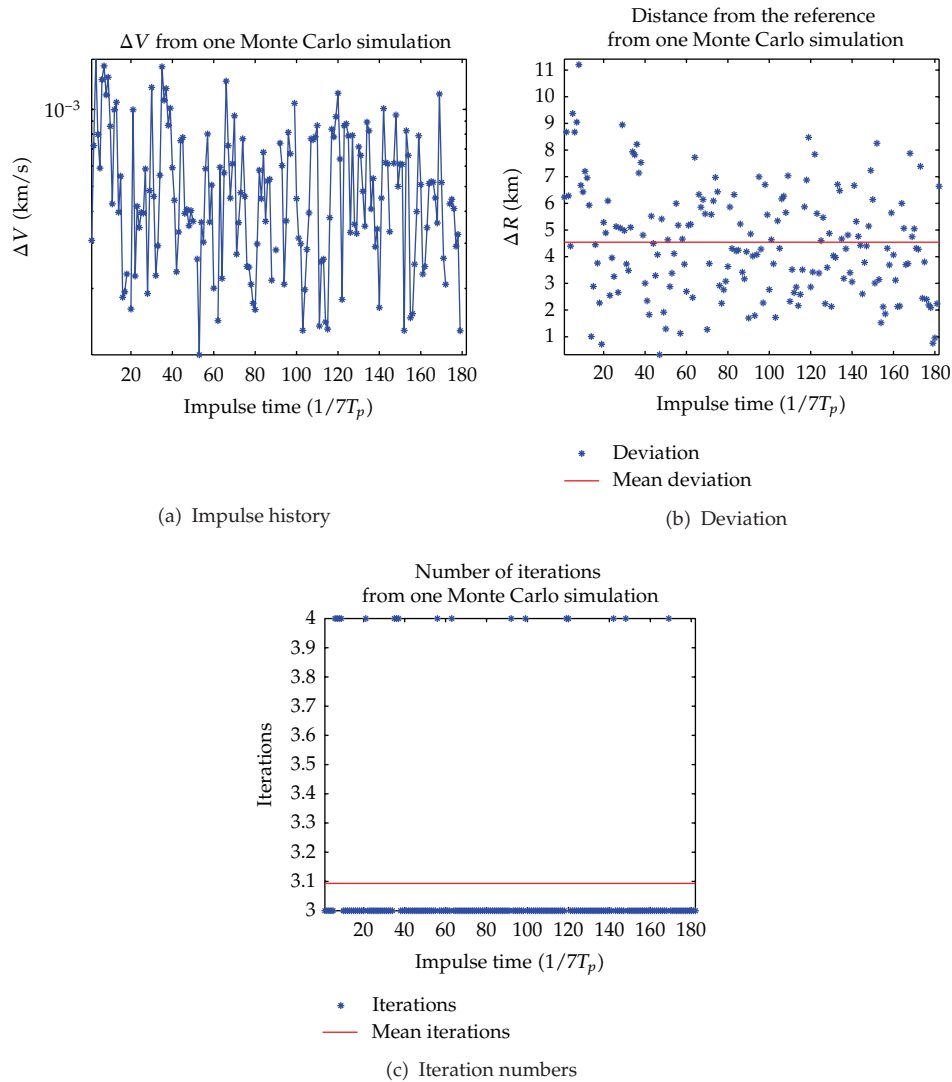 ΔV from one Monte Carlo simulation
10⁻³
ΔV (km/s)
20 40 60 80 100 120 140 160 180
Impulse time (1/7Tₚ)
(a) Impulse history
Distance from the reference
from one Monte Carlo simulation
11
10
9
8
7
6
5
4
3
2
1
ΔR (km)
20 40 60 80 100 120 140 160 180
Impulse time (1/7Tₚ)
Deviation
Mean deviation
(b) Deviation
Number of iterations
from one Monte Carlo simulation
4
3.9
3.8
3.7
3.6
3.5
3.4
3.3
3.2
3.1
3
Iterations
20 40 60 80 100 120 140 160 180
Impulse time (1/7Tₚ)
Iterations
Mean iterations
(c) Iteration numbers